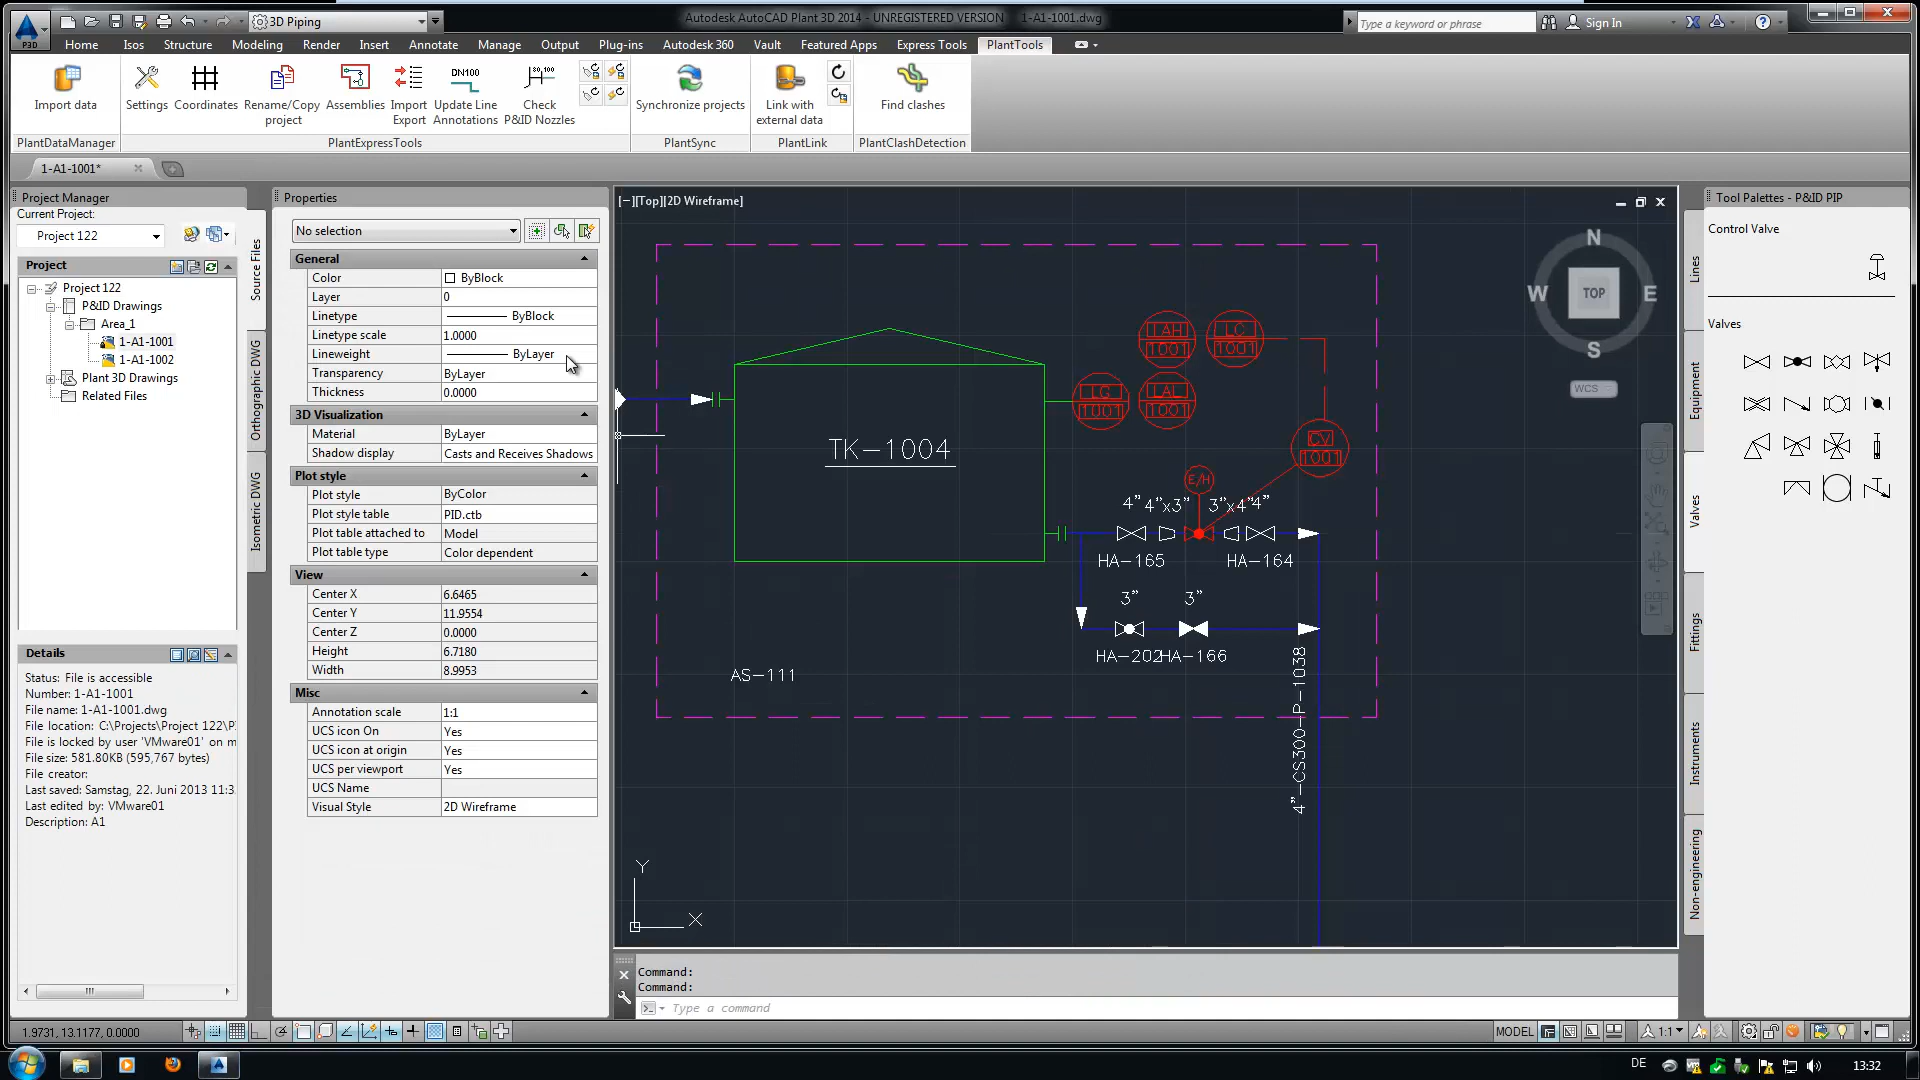 3D Piping
Autodesk AutoCAD Plant 3D 2014 - UNREGISTERED VERSION 1-A1-1001.dwg
Type a keyword or phrase
Sign In
P3D
Home Isos Structure Modeling Render Insert Annotate Manage Output Plug-ins Autodesk 360 Vault Featured Apps Express Tools PlantTools
Import data
Settings
Coordinates
Rename/Copy project
Assemblies
Import Export
DN100
Update Line Annotations
Check P&ID Nozzles
Synchronize projects
Link with external data
Find clashes
PlantDataManager
PlantExpressTools
PlantSync
PlantLink
PlantClashDetection
1-A1-1001*
Project Manager
Current Project:
Project 122
Project
Project 122
P&ID Drawings
Area_1
1-A1-1001
1-A1-1002
Plant 3D Drawings
Related Files
Source Files
Orthographic DWG
Isometric DWG
Details
Status: File is accessible
Number: 1-A1-1001
File name: 1-A1-1001.dwg
File location: C:\Projects\Project 122\P
File is locked by user 'VMware01' on m
File size: 581.80KB (595,767 bytes)
File creator:
Last saved: Samstag, 22. Juni 2013 11:3
Last edited by: VMware01
Description: A1
Properties
No selection
General
Color ByBlock
Layer 0
Linetype ByBlock
Linetype scale 1.0000
Lineweight ByLayer
Transparency ByLayer
Thickness 0.0000
3D Visualization
Material ByLayer
Shadow display Casts and Receives Shadows
Plot style
Plot style ByColor
Plot style table PID.ctb
Plot table attached to Model
Plot table type Color dependent
View
Center X 6.6465
Center Y 11.9554
Center Z 0.0000
Height 6.7180
Width 8.9953
Misc
Annotation scale 1:1
UCS icon On Yes
UCS icon at origin Yes
UCS per viewport Yes
UCS Name
Visual Style 2D Wireframe
[−][Top][2D Wireframe]
N
W TOP E
S
WCS
LAH 1001
LC 1001
LG 1001
LAL 1001
CV 1001
E/H
TK-1004
4" 4"x3" 3"x4" 4"
HA-165
HA-164
3" 3"
HA-202
HA-166
AS-111
4"-CS300-P-1038
Y
X
Command:
Command:
Type a command
Tool Palettes - P&ID PIP
Control Valve
Valves
Lines
Equipment
Valves
Fittings
Instruments
Non-engineering
1.9731, 13.1177, 0.0000
MODEL
1:1
DE
13:32